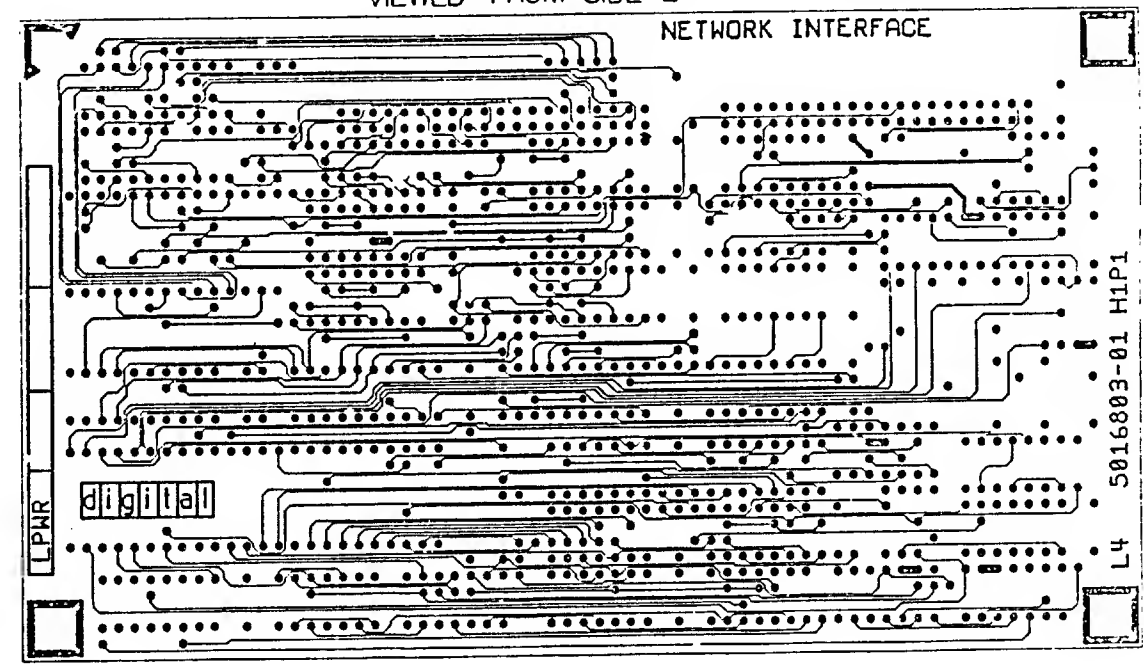 NETWORK INTERFACE
5016803-01 H1P1
digital
LPWR
L4